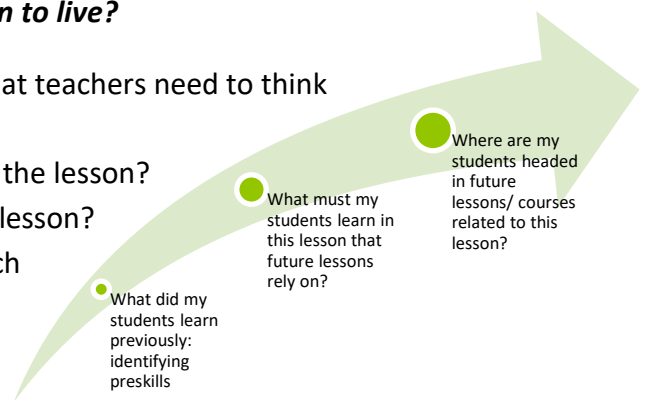 n to live?
at teachers need to think
the lesson?
lesson?
ch
What did my
students learn
previously:
identifying
preskills
What must my
students learn in
this lesson that
future lessons
rely on?
Where are my
students headed
in future
lessons/ courses
related to this
lesson?